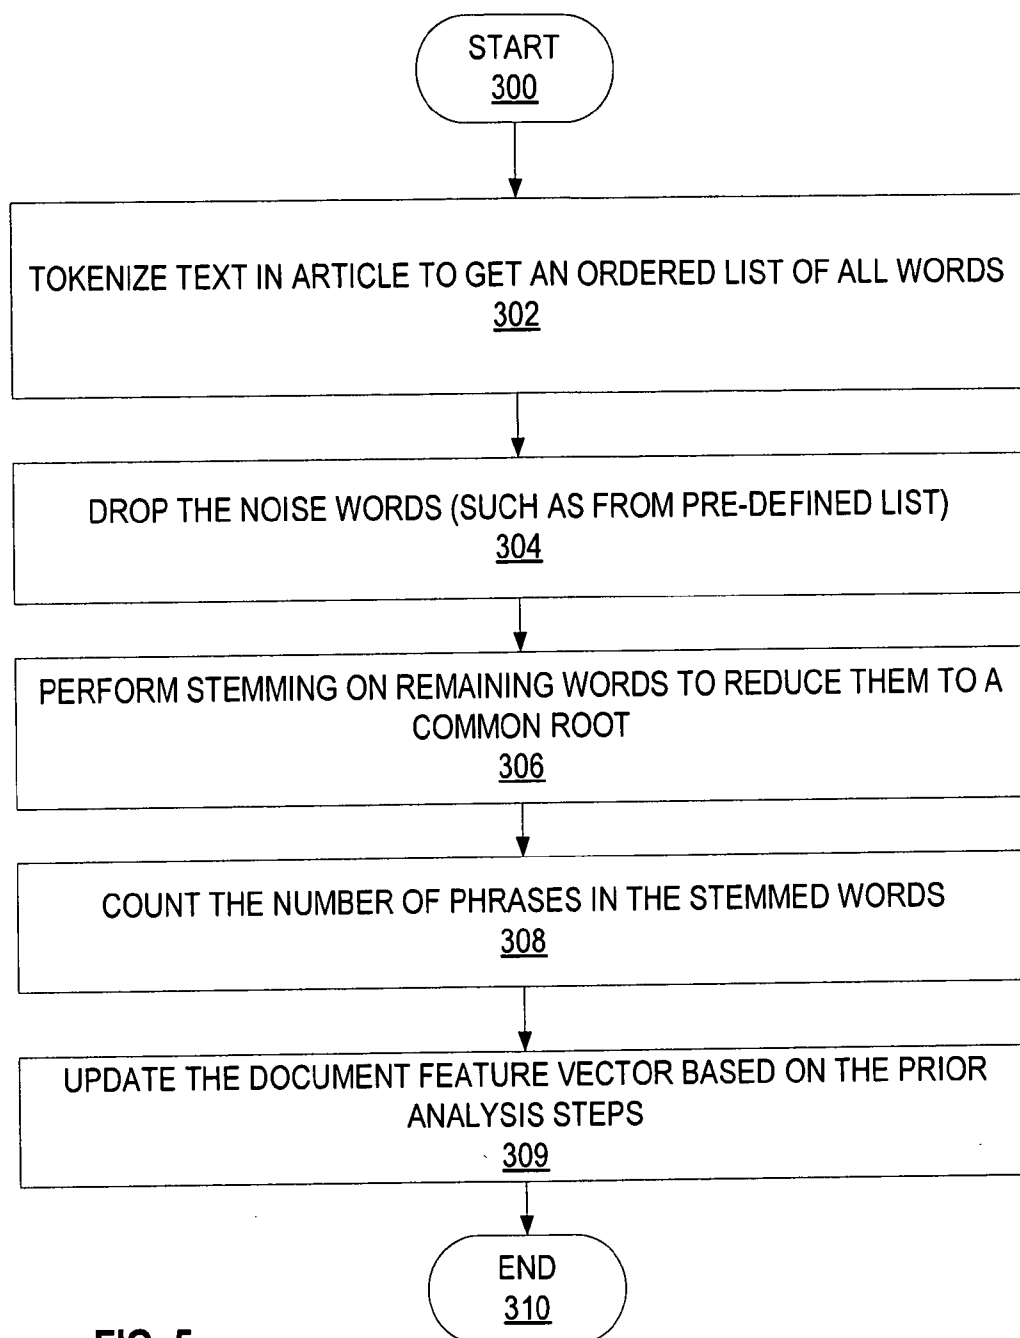 START
300
TOKENIZE TEXT IN ARTICLE TO GET AN ORDERED LIST OF ALL WORDS
302
DROP THE NOISE WORDS (SUCH AS FROM PRE-DEFINED LIST)
304
PERFORM STEMMING ON REMAINING WORDS TO REDUCE THEM TO A
COMMON ROOT
306
COUNT THE NUMBER OF PHRASES IN THE STEMMED WORDS
308
UPDATE THE DOCUMENT FEATURE VECTOR BASED ON THE PRIOR
ANALYSIS STEPS
309
END
310
FIG. 5